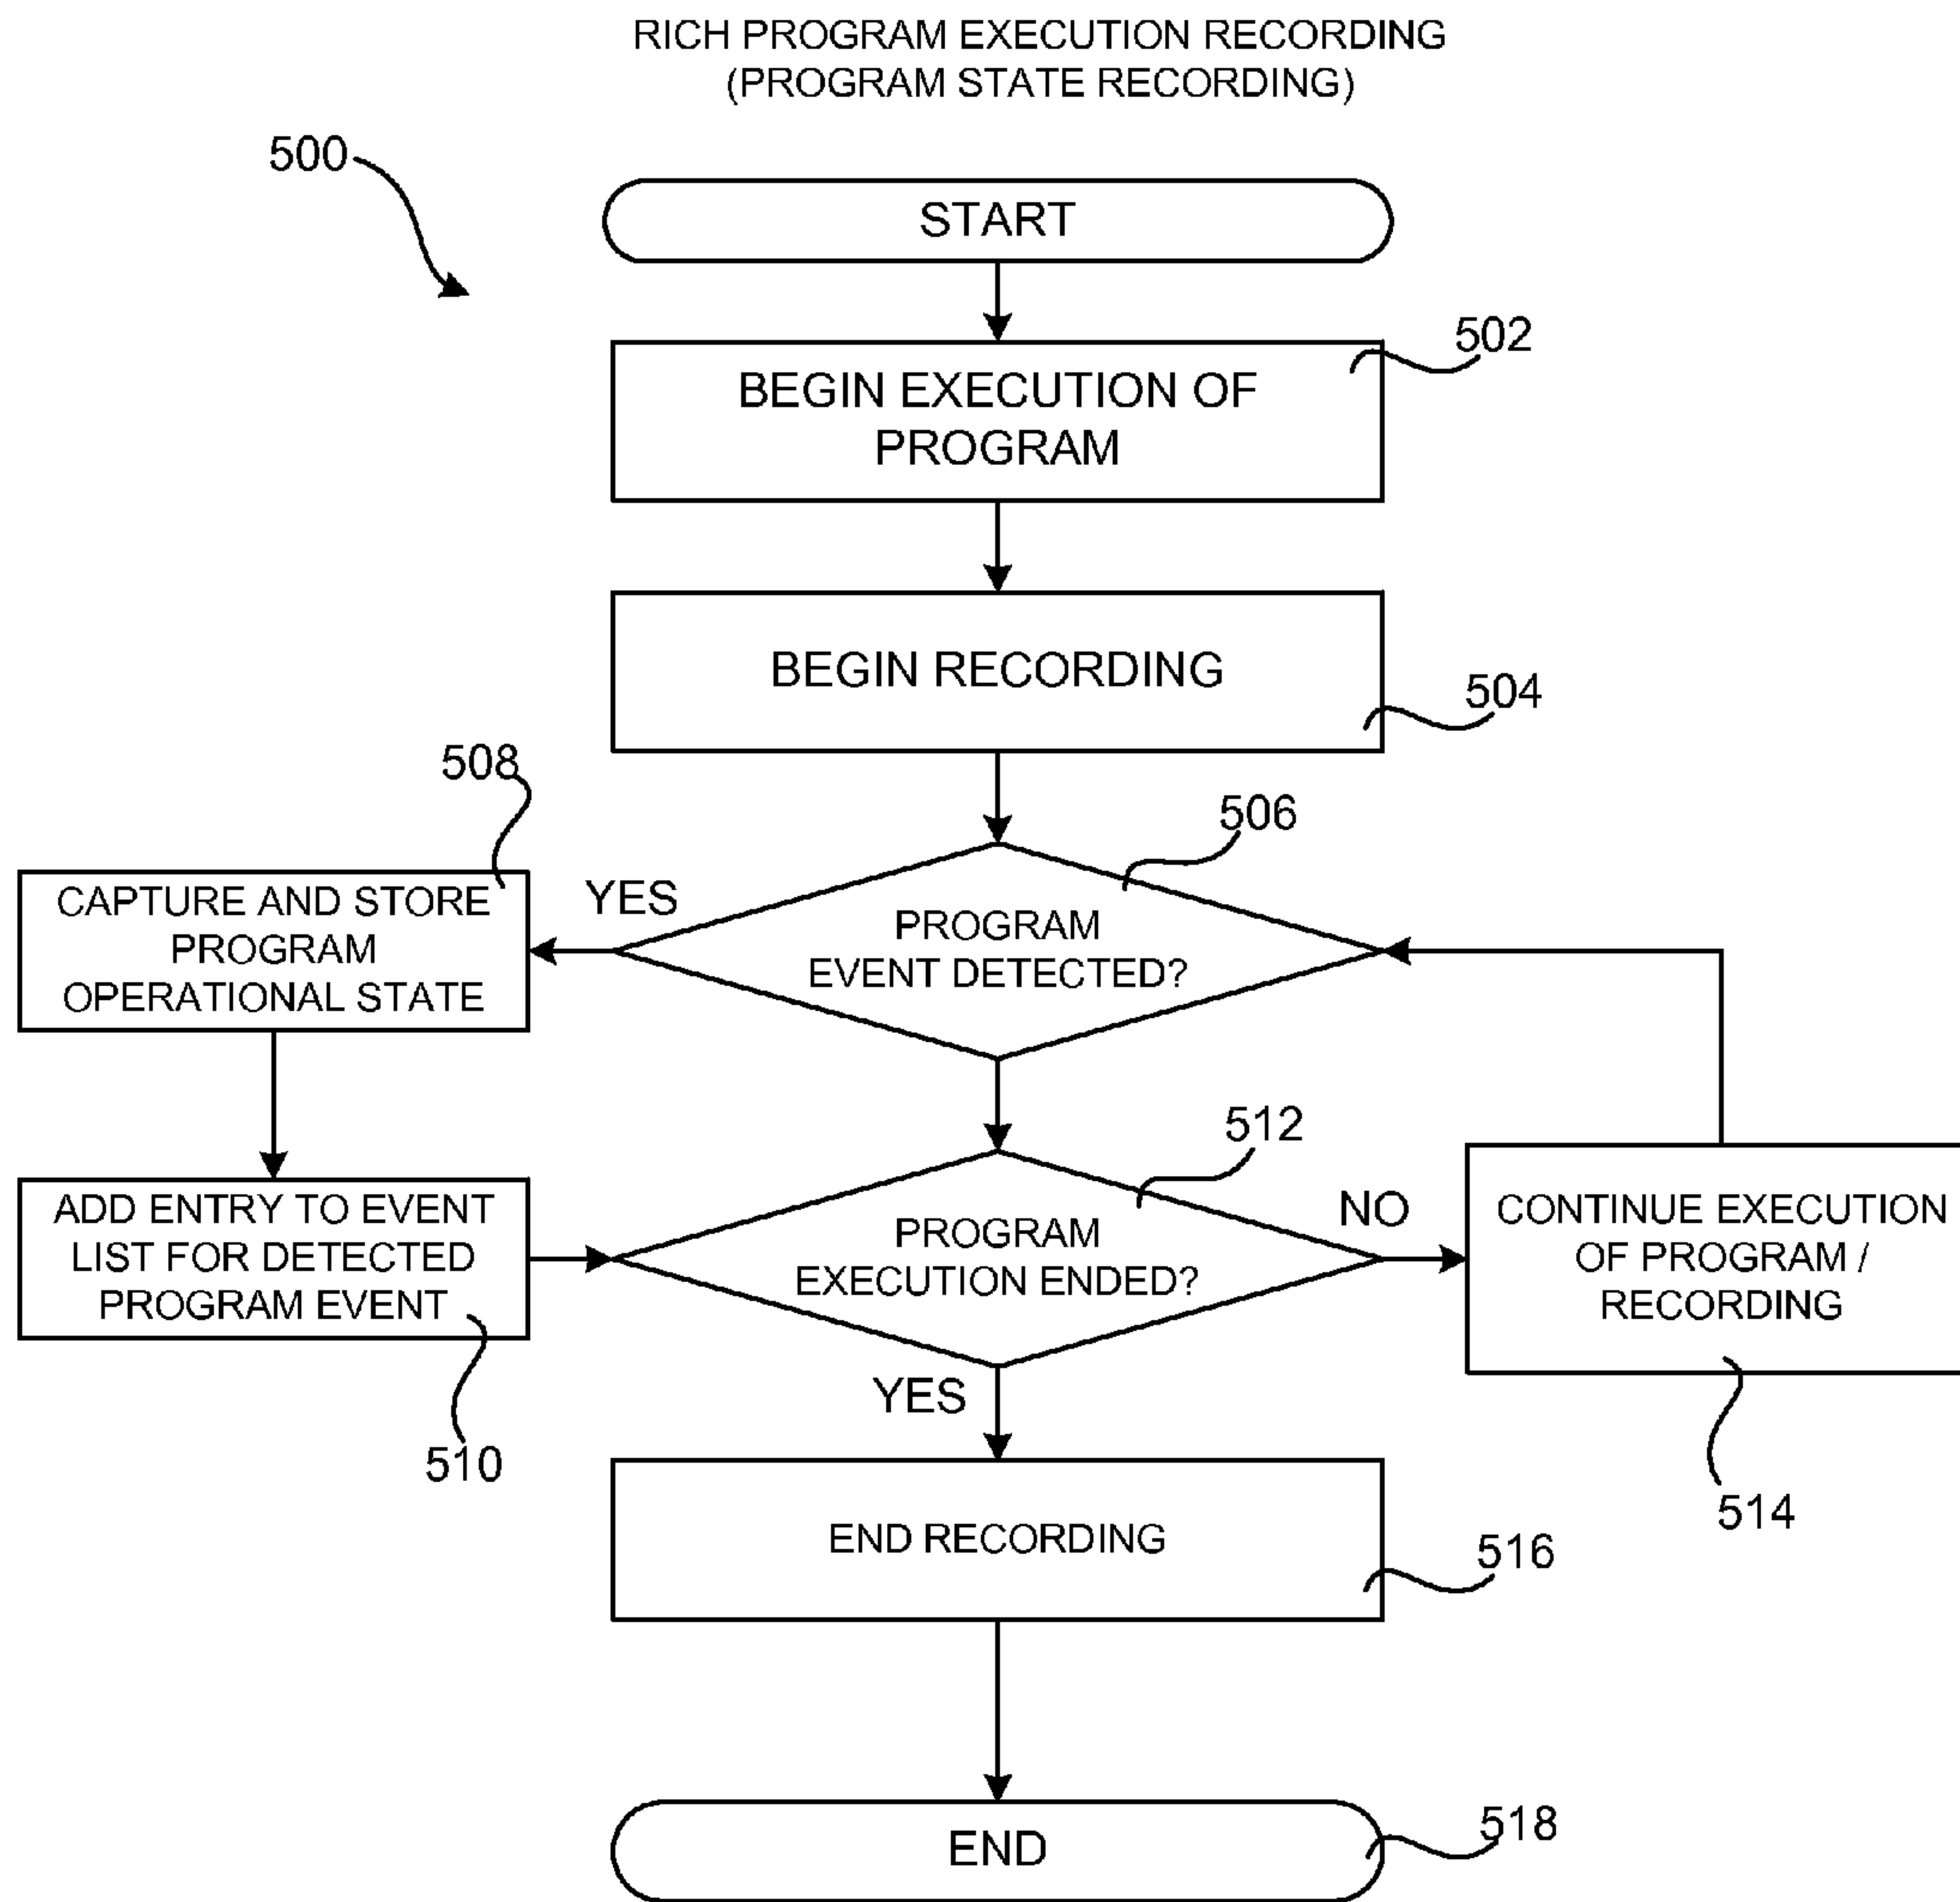 RICH PROGRAM EXECUTION RECORDING
(PROGRAM STATE RECORDING)
500
START
502
BEGIN EXECUTION OF
PROGRAM
BEGIN RECORDING
504
508
506
CAPTURE AND STORE
PROGRAM
OPERATIONAL STATE
YES
PROGRAM
EVENT DETECTED?
512
ADD ENTRY TO EVENT
LIST FOR DETECTED
PROGRAM EVENT
PROGRAM
EXECUTION ENDED?
NO
CONTINUE EXECUTION
OF PROGRAM /
RECORDING
YES
510
514
END RECORDING
516
END
518